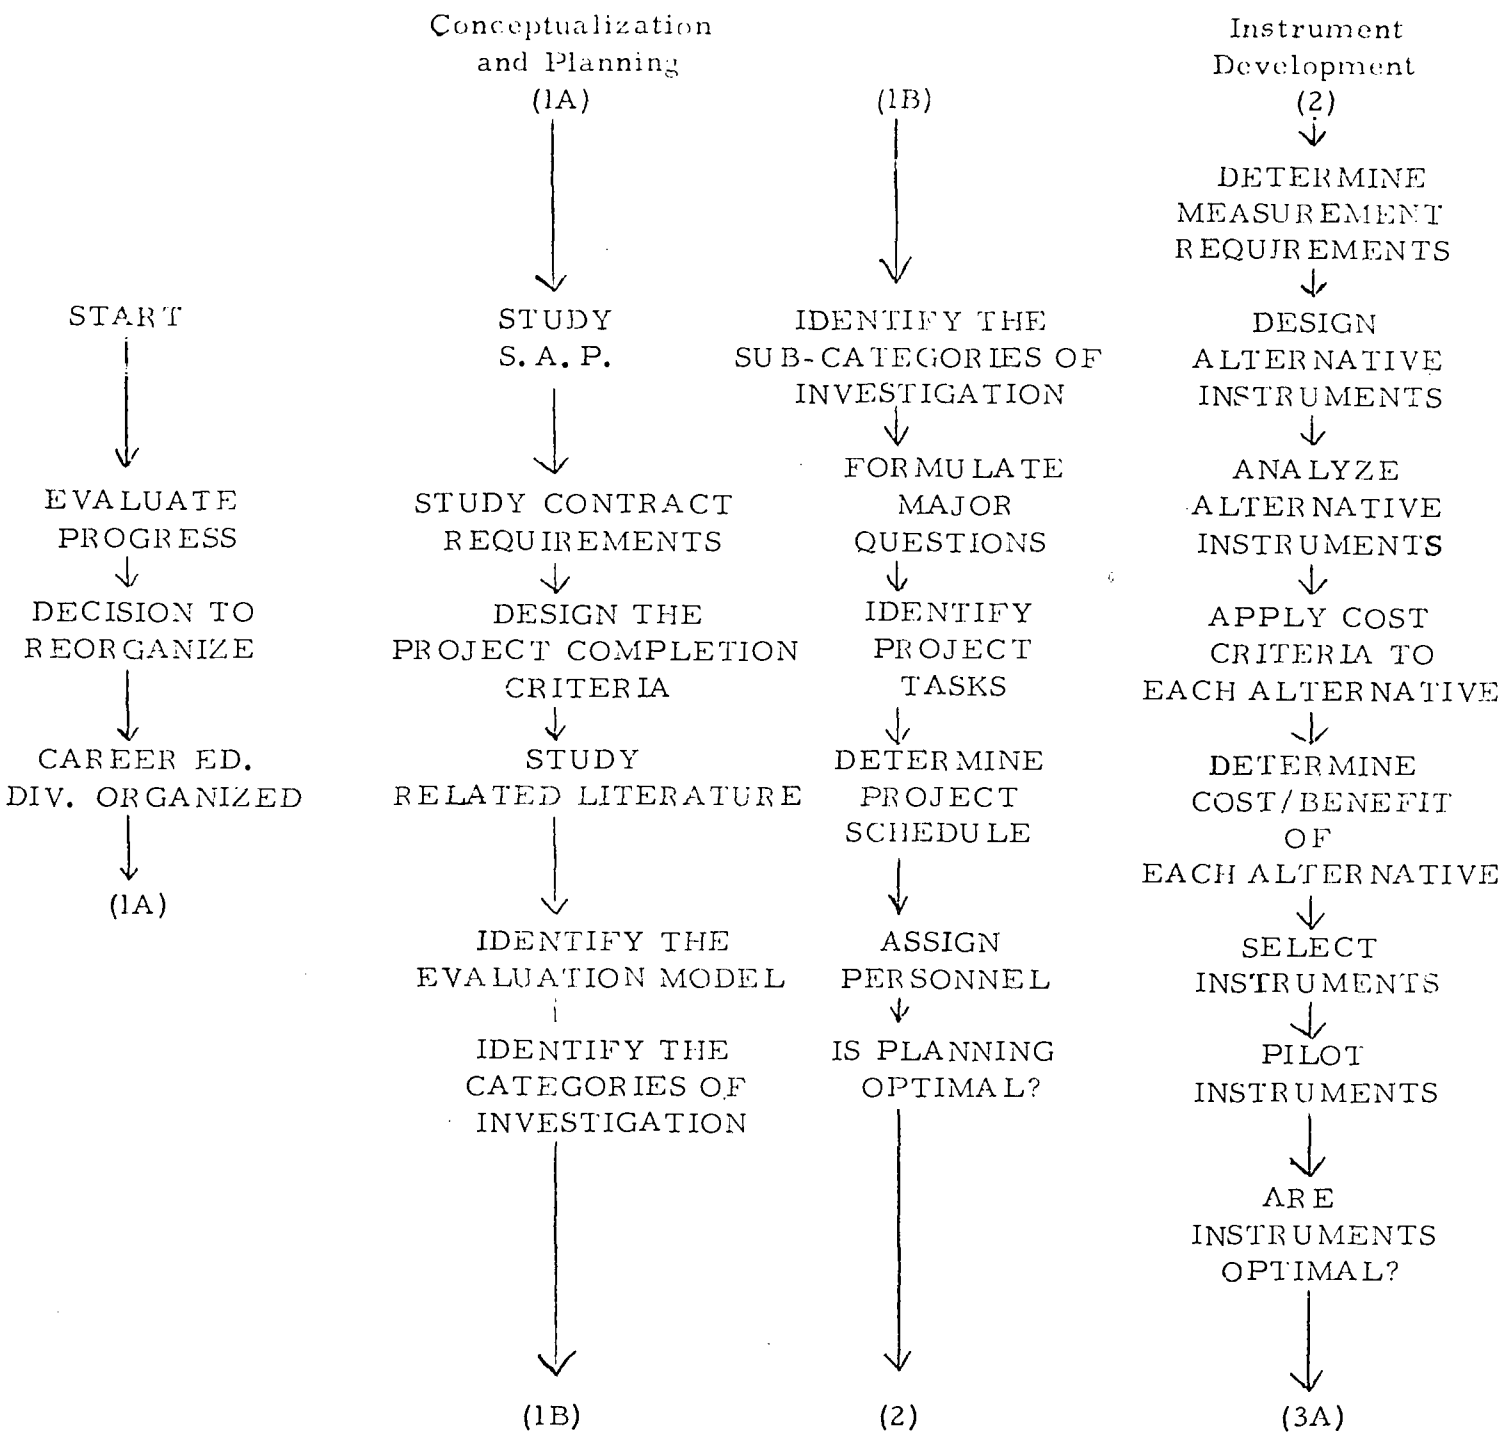 START
EVALUATE
PROGRESS
DECISION TO
REORGANIZE
CAREER ED.
DIV. ORGANIZED
(1A)
Conceptualization
and Planning
(1A)
STUDY
S. A. P.
STUDY CONTRACT
REQUIREMENTS
DESIGN THE
PROJECT COMPLETION
CRITERIA
STUDY
RELATED LITERATURE
IDENTIFY THE
EVALUATION MODEL
IDENTIFY THE
CATEGORIES OF
INVESTIGATION
(1B)
(1B)
IDENTIFY THE
SUB-CATEGORIES OF
INVESTIGATION
FORMULATE
MAJOR
QUESTIONS
IDENTIFY
PROJECT
TASKS
DETERMINE
PROJECT
SCHEDULE
ASSIGN
PERSONNEL
IS PLANNING
OPTIMAL?
(2)
Instrument
Development
(2)
DETERMINE
MEASUREMENT
REQUIREMENTS
DESIGN
ALTERNATIVE
INSTRUMENTS
ANALYZE
ALTERNATIVE
INSTRUMENTS
APPLY COST
CRITERIA TO
EACH ALTERNATIVE
DETERMINE
COST/BENEFIT
OF
EACH ALTERNATIVE
SELECT
INSTRUMENTS
PILOT
INSTRUMENTS
ARE
INSTRUMENTS
OPTIMAL?
(3A)